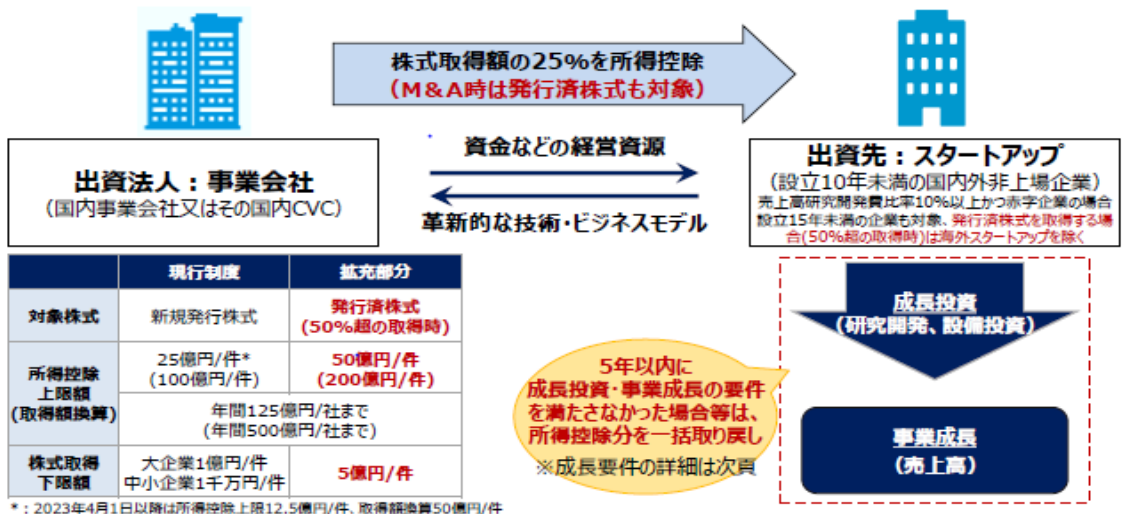 株式取得額の25%を所得控除
(M&A時は発行済株式も対象)
資金などの経営資源
革新的な技術・ビジネスモデル
出資法人:事業会社
(国内事業会社又はその国内CVC)
出資先:スタートアップ
(設立10年未満の国内外非上場企業)
売上高研究開発費比率10%以上かつ赤字企業の場合
設立15年未満の企業も対象、発行済株式を取得する場
合(50%超の取得時)は海外スタートアップを除く
現行制度 拡充部分
対象株式 新規発行株式 発行済株式
(50%超の取得時)
所得控除
上限額
(取得額換算)
25億円/件*
(100億円/件)
50億円/件
(200億円/件)
年間125億円/社まで
(年間500億円/社まで)
株式取得
下限額
大企業1億円/件
中小企業1千万円/件
5億円/件
*:2023年4月1日以降は所得控除上限12.5億円/件、取得額換算50億円/件
5年以内に
成長投資・事業成長の要件
を満たさなかった場合等は、
所得控除分を一括取り戻し
※成長要件の詳細は次頁
成長投資
(研究開発、設備投資)
事業成長
(売上高)